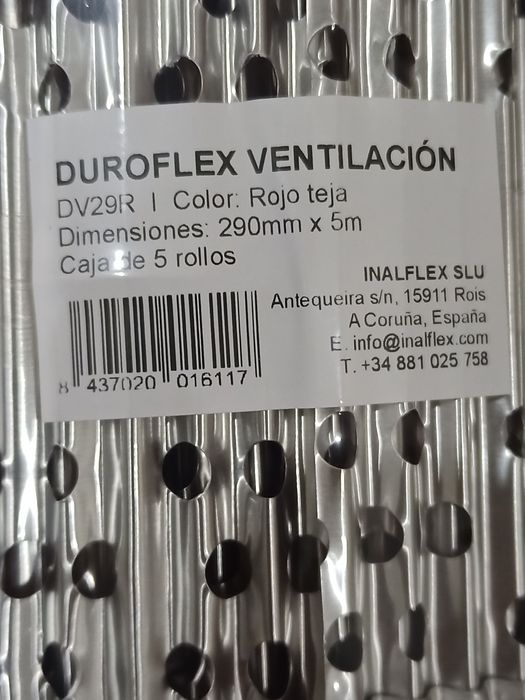 DUROFLEX VENTILACIÓN
DV29R | Color: Rojo teja
Dimensiones: 290mm x 5m
Caja de 5 rollos
INALFLEX SLU
Antequeira s/n, 15911 Rois
A Coruña, España
E. info@inalflex.com
T. +34 881 025 758
8 437020 016117